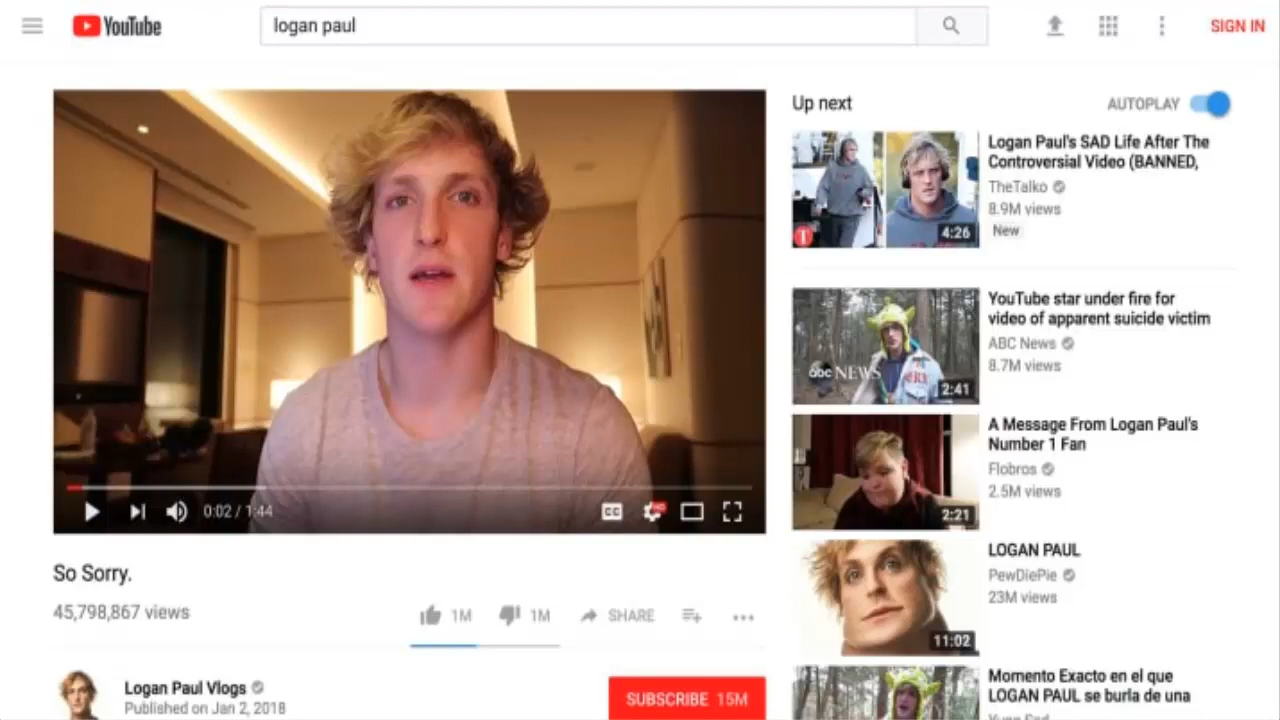 YouTube
logan paul
SIGN IN
Up next
AUTOPLAY
Logan Paul's SAD Life After The
Controversial Video (BANNED,
TheTalko
8.9M views
New
4:26
YouTube star under fire for
video of apparent suicide victim
ABC News
8.7M views
abc NEWS
2:41
A Message From Logan Paul's
Number 1 Fan
Flobros
2.5M views
2:21
LOGAN PAUL
PewDiePie
23M views
11:02
Momento Exacto en el que
LOGAN PAUL se burla de una
0:02 / 1:44
CC
HD
So Sorry.
45,798,867 views
1M
1M
SHARE
Logan Paul Vlogs
Published on Jan 2, 2018
SUBSCRIBE 15M